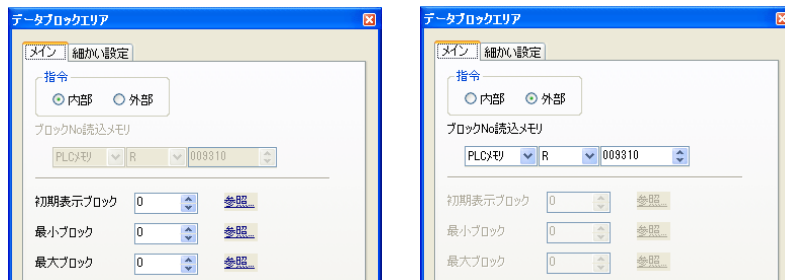 データブロックエリア
メイン 細かい設定
指令
内部 外部
ブロックNo読込メモリ
PLCメモリ R 009310
初期表示ブロック 0 参照...
最小ブロック 0 参照...
最大ブロック 0 参照...
データブロックエリア
メイン 細かい設定
指令
内部 外部
ブロックNo読込メモリ
PLCメモリ R 009310
初期表示ブロック 0 参照...
最小ブロック 0 参照...
最大ブロック 0 参照...